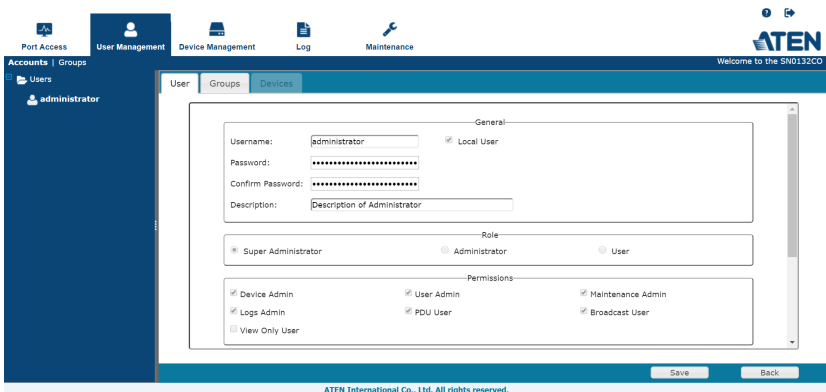 Port Access User Management Device Management Log Maintenance
ATEN
Accounts | Groups Welcome to the SN0132CO
Users
administrator
User Groups Devices
General
Username: administrator Local User
Password: ••••••••••••••••••••••••
Confirm Password: ••••••••••••••••••••••••
Description: Description of Administrator
Role
Super Administrator Administrator User
Permissions
Device Admin User Admin Maintenance Admin
Logs Admin PDU User Broadcast User
View Only User
Save Back
ATEN International Co., Ltd. All rights reserved.